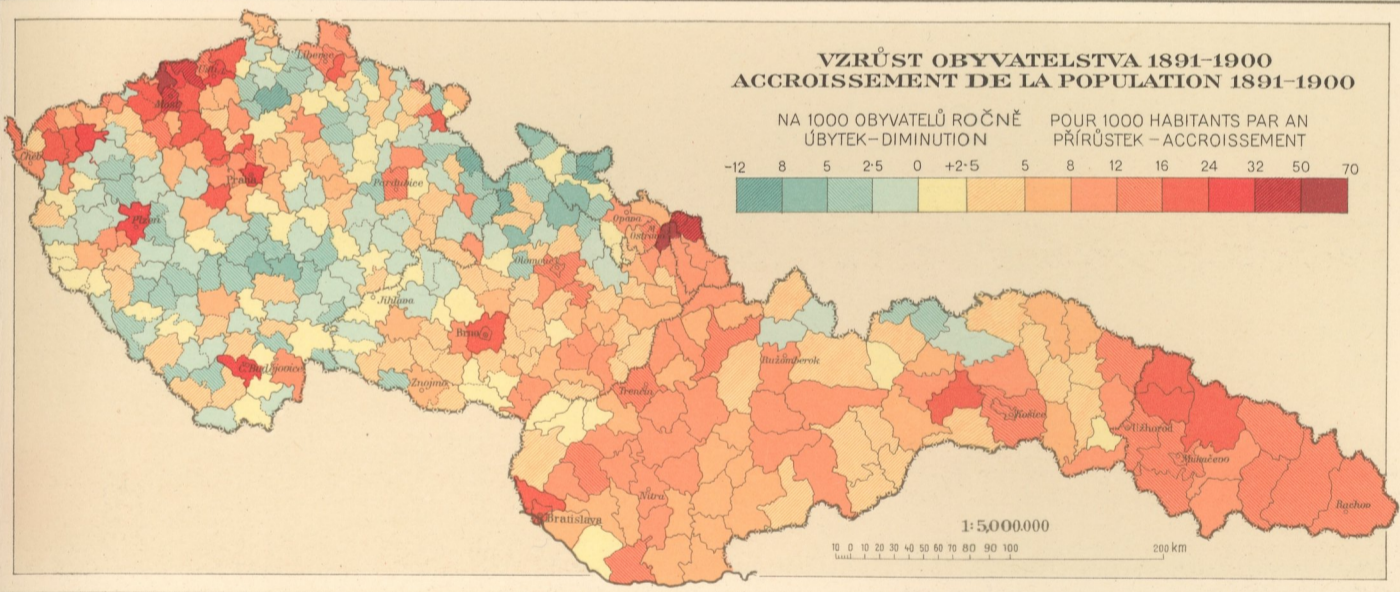 VZRŮST OBYVATELSTVA 1891–1900
ACCROISSEMENT DE LA POPULATION 1891–1900
NA 1000 OBYVATELŮ ROČNĚ POUR 1000 HABITANTS PAR AN
ÚBYTEK–DIMINUTION PŘÍRŮSTEK–ACCROISSEMENT
-12 8 5 2·5 0 +2·5 5 8 12 16 24 32 50 70
Liberec
Ústí
Most
Cheb
Praha
Pardubice
Plzeň
Opava
M. Ostrava
Olomouc
Jihlava
Brno
Ružomberok
Č. Budějovice
Znojmo
Trenčín
Košice
Užhorod
Mukačevo
Nitra
Rachov
Bratislava
1:5,000.000
10 0 10 20 30 40 50 60 70 80 90 100 200 km